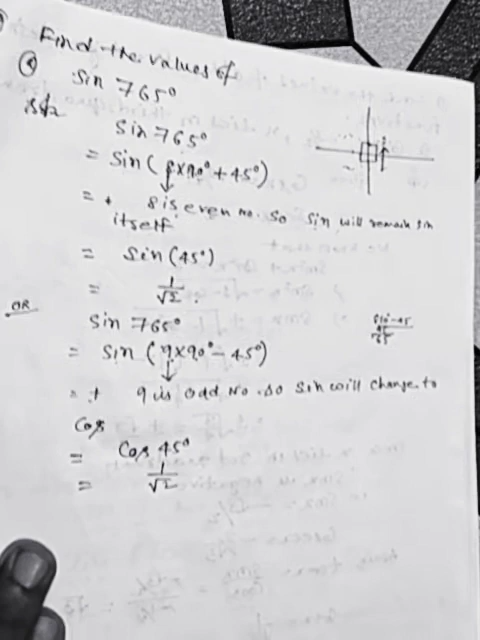 Find the values of
sin 765°
Sin 765°
= Sin (8×90° + 45°)
= + 8 is even no. so Sin will remain sin
itself
= Sin (45°)
= 1/√2
OR
Sin 765°
= Sin (9×90° - 45°)
= + 9 is odd No. so Sin will change to
Cos
= Cos 45°
= 1/√2